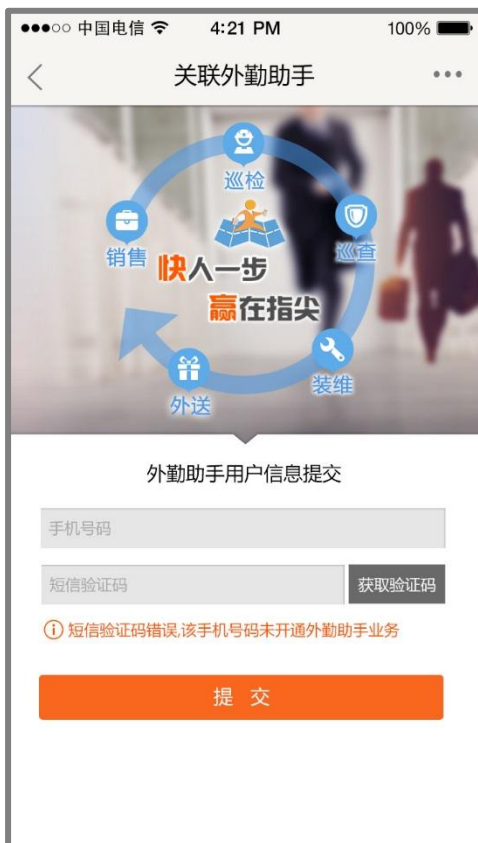 中国电信 4:21 PM 100%
关联外勤助手
巡检
销售
巡查
快人一步
赢在指尖
装维
外送
外勤助手用户信息提交
手机号码
短信验证码 获取验证码
短信验证码错误,该手机号码未开通外勤助手业务
提 交